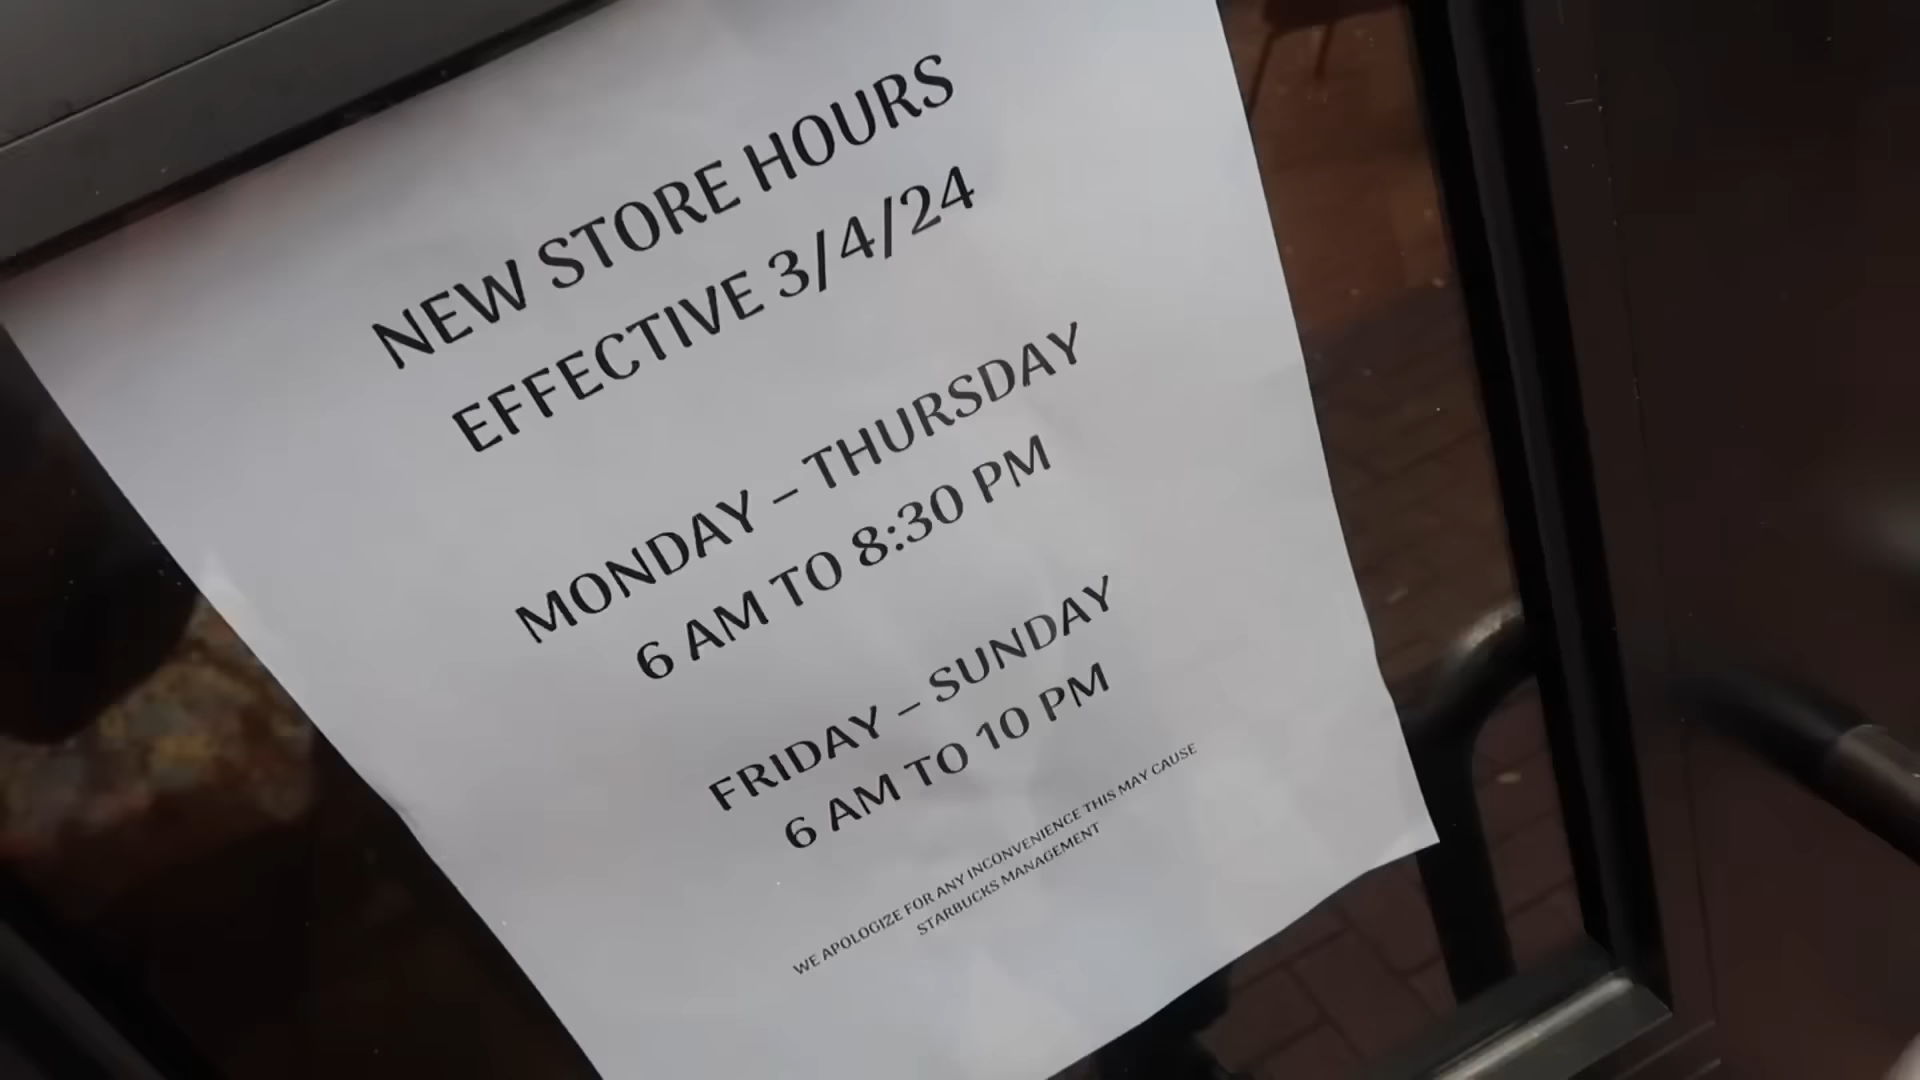 NEW STORE HOURS
EFFECTIVE 3/4/24
MONDAY – THURSDAY
6 AM TO 8:30 PM
FRIDAY – SUNDAY
6 AM TO 10 PM
WE APOLOGIZE FOR ANY INCONVENIENCE THIS MAY CAUSE
STARBUCKS MANAGEMENT